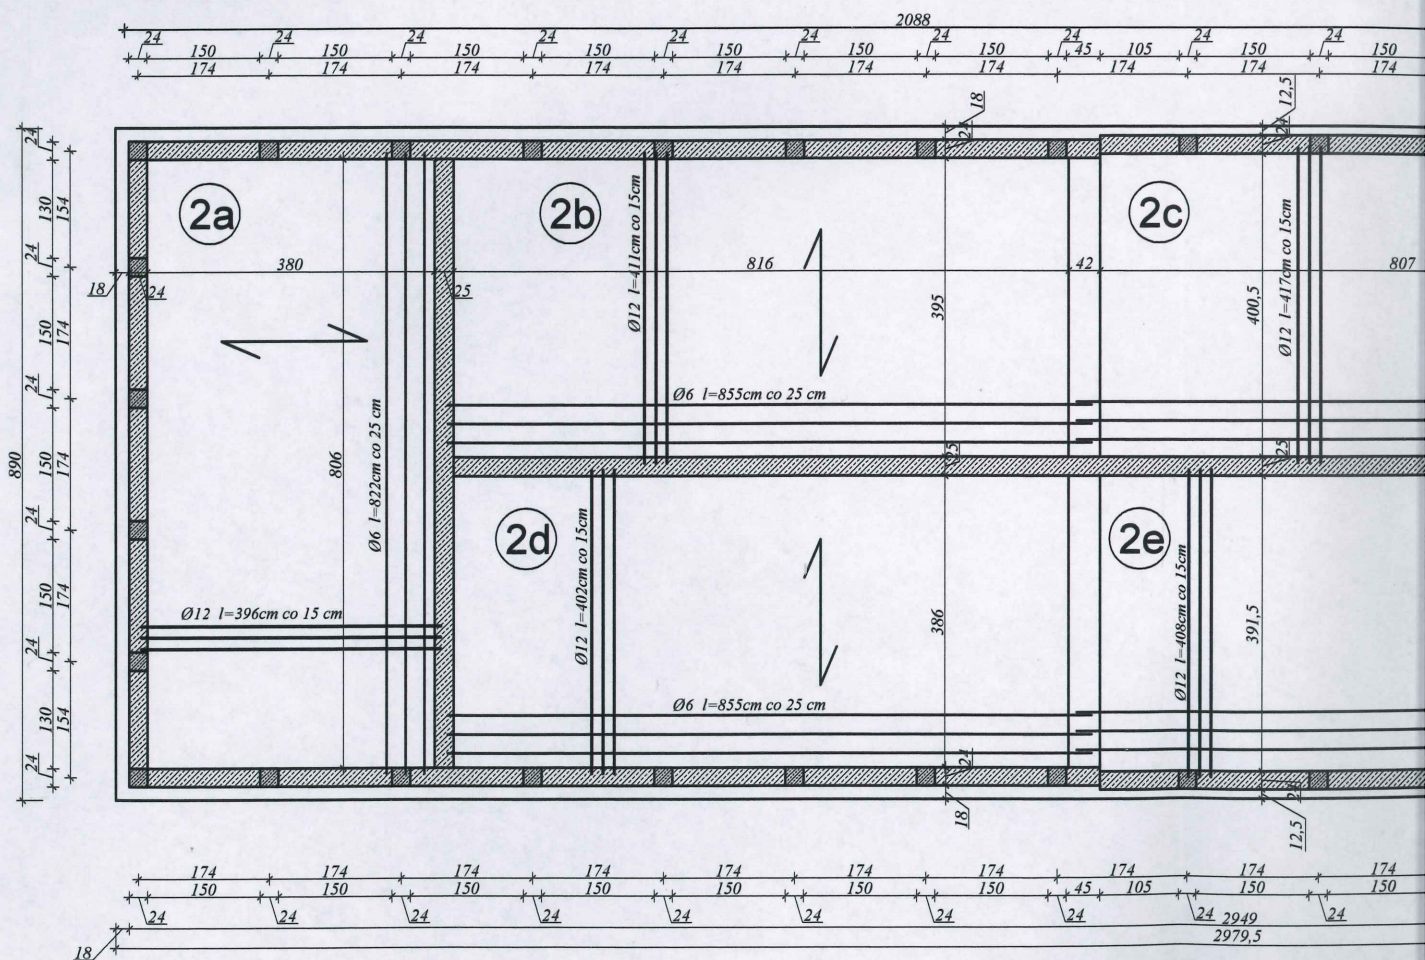 2088
24 24 24 24 24 24 24 24 24 24
150 150 150 150 150 150 150 45 105 150 150
174 174 174 174 174 174 174 174 174 174
18 24 12,5 24
24 130 24 150 24 150 24 150 24 130 24
154 174 174 174 154
890
2a
2b
2c
380
816
42
807
18
24
25
395
400,5
806
Ø12 l=411cm co 15cm
Ø12 l=417cm co 15cm
Ø6 l=822cm co 25 cm
Ø6 l=855cm co 25 cm
25
25
2d
2e
Ø12 l=402cm co 15cm
Ø12 l=408cm co 15cm
386
391,5
Ø12 l=396cm co 15 cm
Ø6 l=855cm co 25 cm
24
24
18
12,5
174 174 174 174 174 174 174 174 174 174
150 150 150 150 150 150 150 45 105 150 150
24 24 24 24 24 24 24 24 24 24
2949
2979,5
18